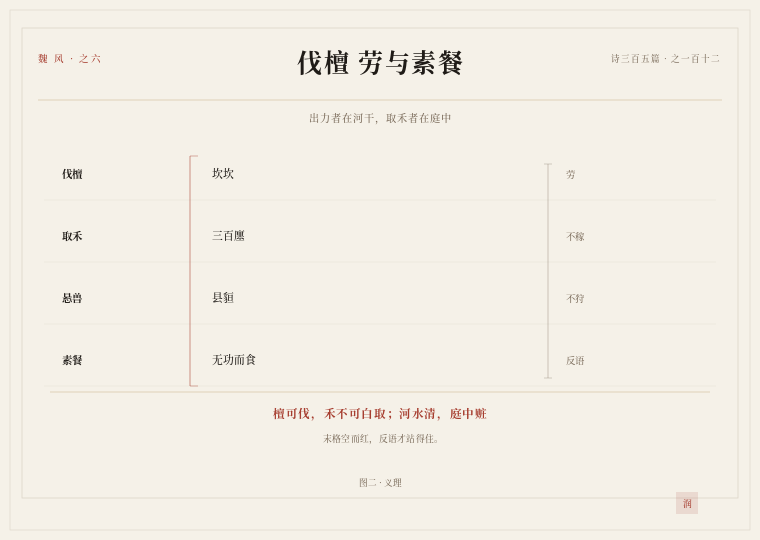 魏 风 · 之六
伐檀 劳与素餐
诗三百五篇 · 之一百十二
出力者在河干，取禾者在庭中
伐檀 坎坎 劳
取禾 三百廛 不稼
悬兽 县貆 不狩
素餐 无功而食 反语
檀可伐，禾不可白取；河水清，庭中赃
末格空而红，反语才站得住。
图二 · 义理
洞